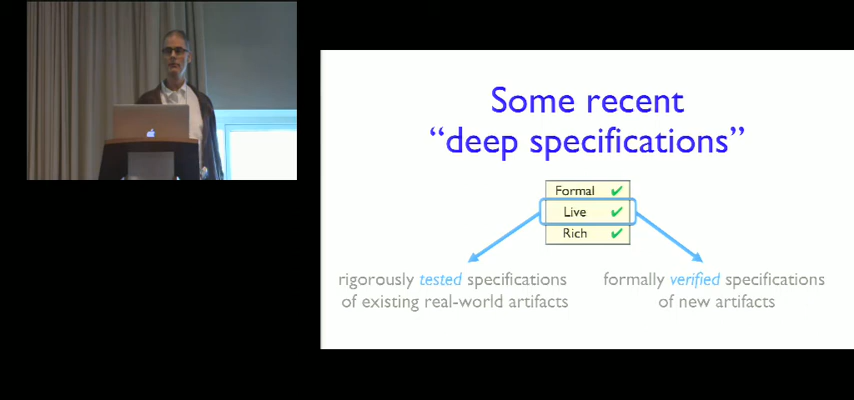 Some recent
“deep specifications”
Formal ✔
Live ✔
Rich ✔
rigorously tested specifications
of existing real-world artifacts
formally verified specifications
of new artifacts